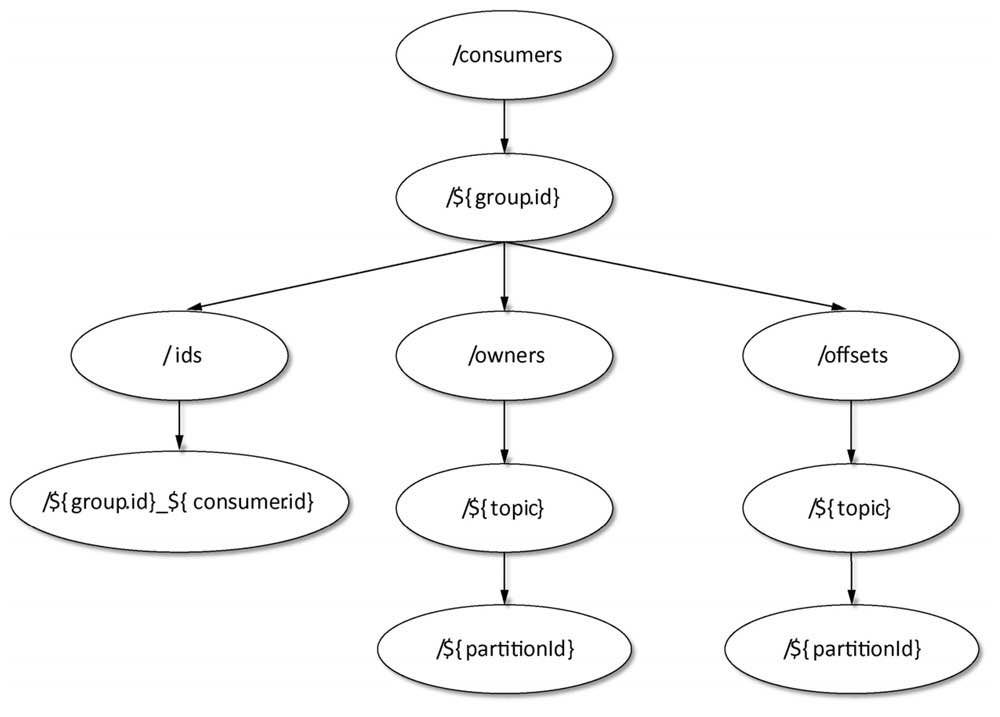 /consumers
/${group.id}
/ids
/owners
/offsets
/${group.id}_${ consumer.id}
/${topic}
/${topic}
/${partitionId}
/${partitionId}